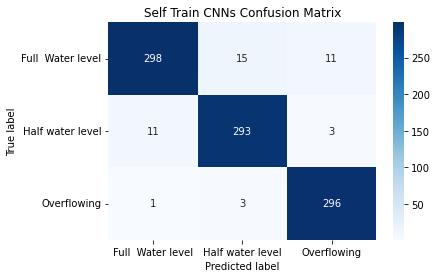 Self Train CNNs Confusion Matrix
Full  Water level 298 15 11
Half water level 11 293 3
Overflowing 1 3 296
Full  Water level Half water level Overflowing
Predicted label
True label
250
200
150
100
50